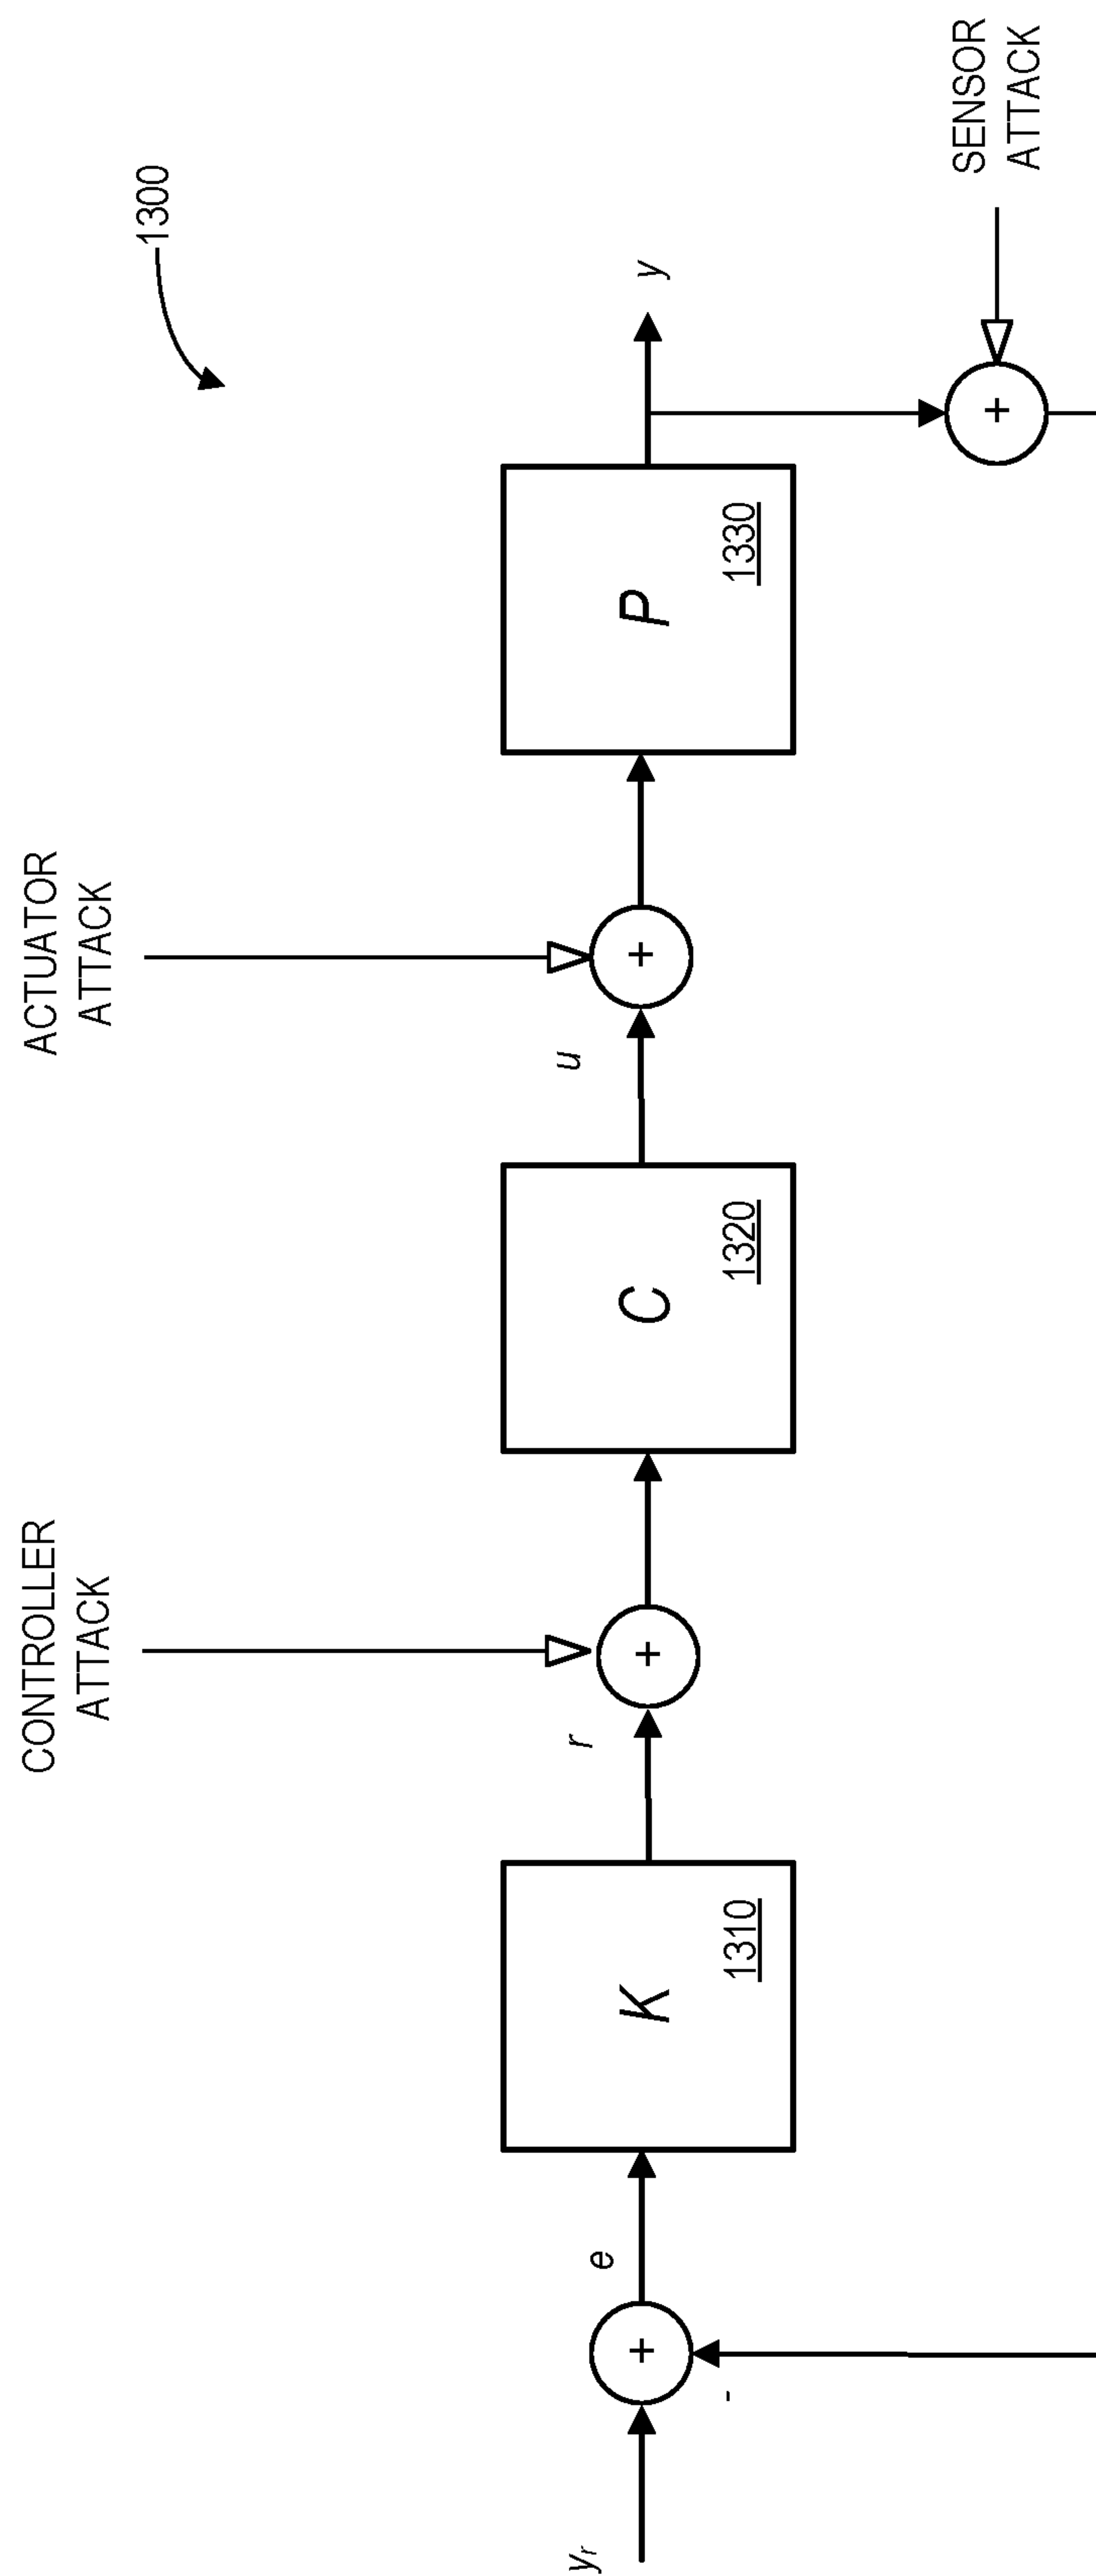 1300
CONTROLLER
ATTACK
ACTUATOR
ATTACK
SENSOR
ATTACK
yr
+
-
e
K
1310
r
+
C
1320
u
+
P
1330
y
+